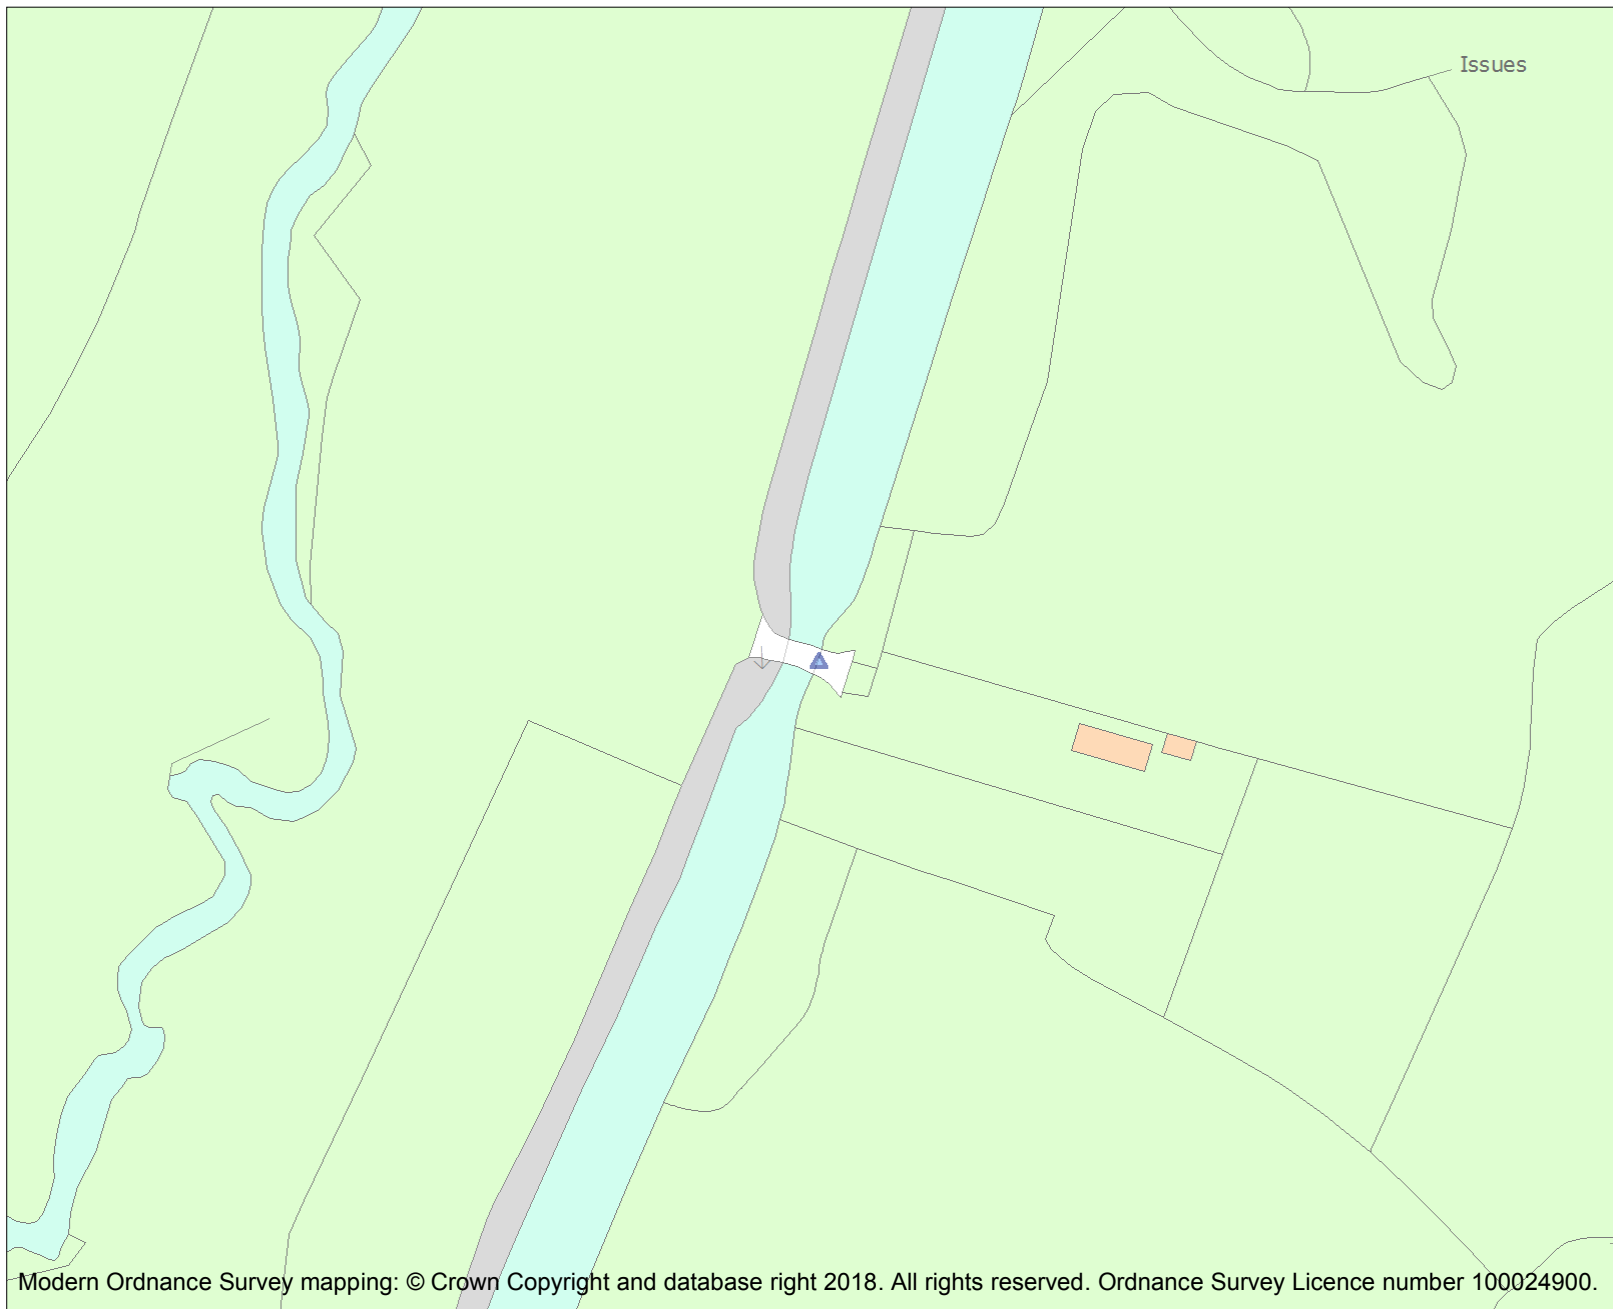 Issues
Modern Ordnance Survey mapping: © Crown Copyright and database right 2018. All rights reserved. Ordnance Survey Licence number 100024900.